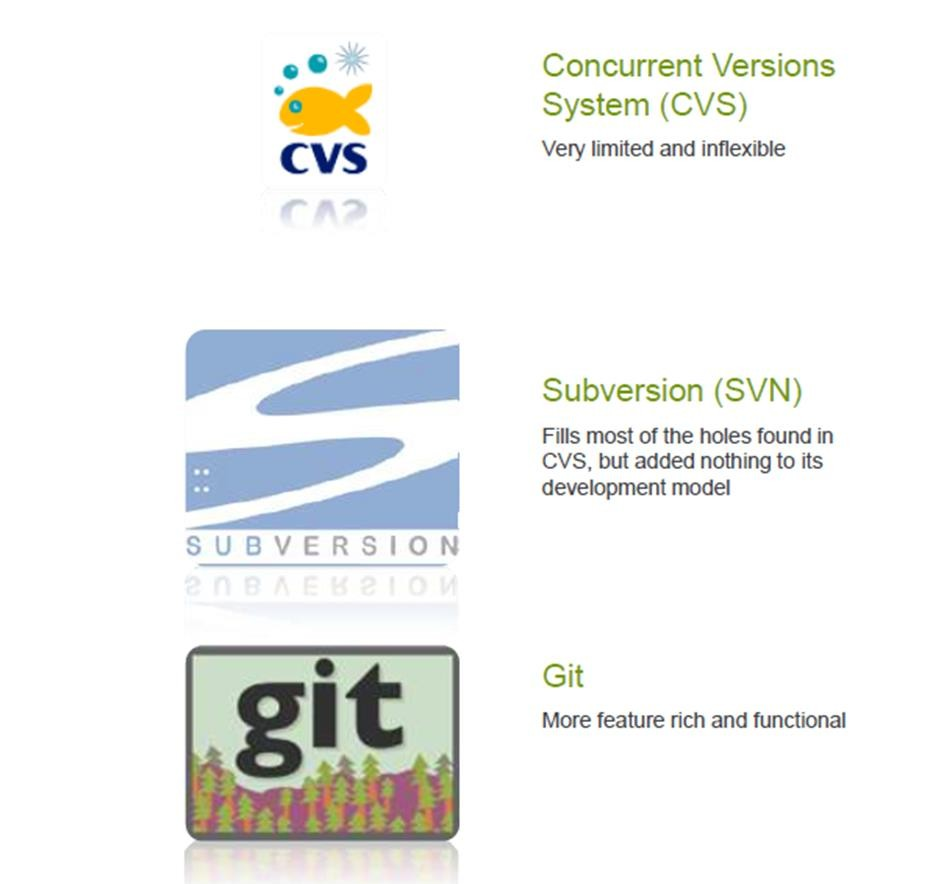 CVS
Concurrent Versions
System (CVS)
Very limited and inflexible
SUBVERSION
Subversion (SVN)
Fills most of the holes found in
CVS, but added nothing to its
development model
git
Git
More feature rich and functional